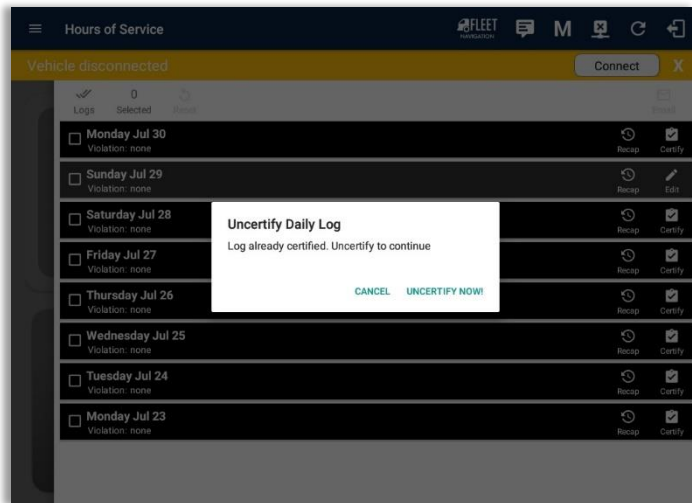 Hours of Service
FLEET
NAVIGATION
M
Vehicle disconnected
Connect
X
Logs
0
Selected
Reset
Email
Monday Jul 30
Violation: none
Recap
Certify
Sunday Jul 29
Violation: none
Recap
Edit
Saturday Jul 28
Violation: none
Recap
Certify
Friday Jul 27
Violation: none
Recap
Certify
Thursday Jul 26
Violation: none
Recap
Certify
Wednesday Jul 25
Violation: none
Recap
Certify
Tuesday Jul 24
Violation: none
Recap
Certify
Monday Jul 23
Violation: none
Recap
Certify
Uncertify Daily Log
Log already certified. Uncertify to continue
CANCEL
UNCERTIFY NOW!